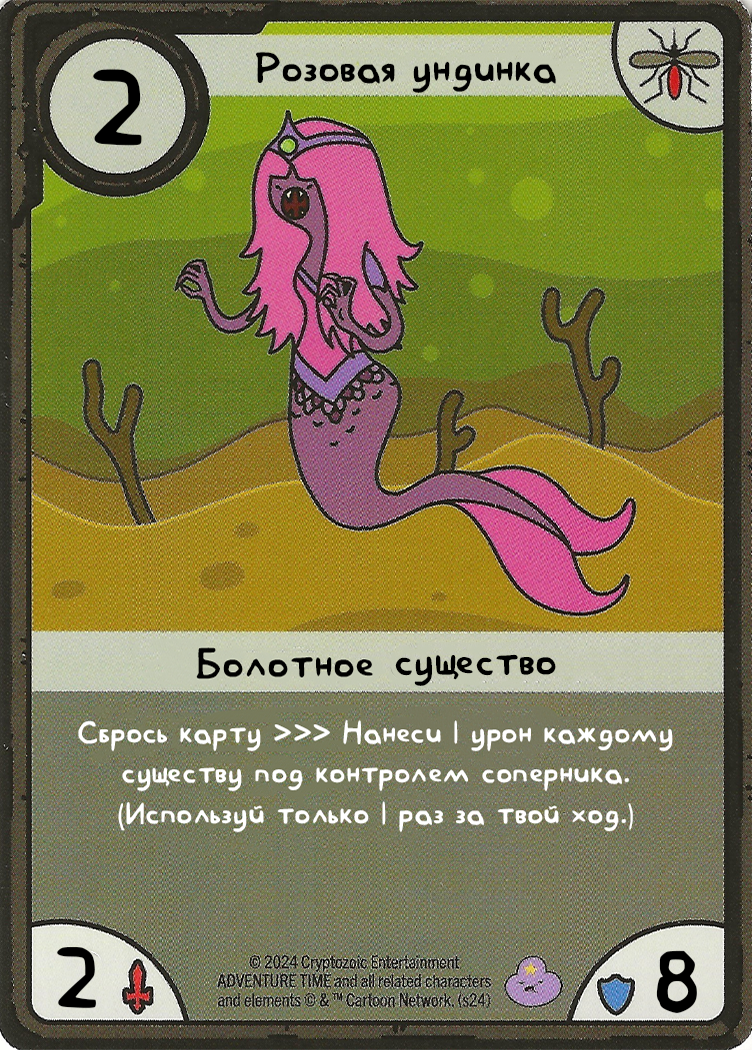 2
Розовая ундинка
Болотное существо
Сбрось карту >>> Нанеси 1 урон каждому
существу под контролем соперника.
(Используй только 1 раз за твой ход.)
2
© 2024 Cryptozoic Entertainment
ADVENTURE TIME and all related characters
and elements © & ™ Cartoon Network. (s24)
8